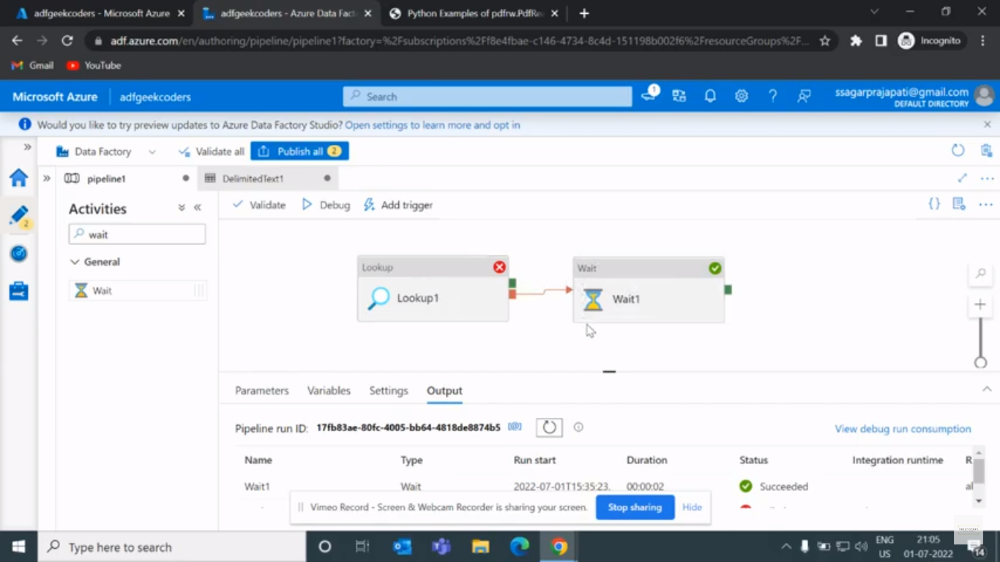 adfgeekcoders - Microsoft Azure
adfgeekcoders - Azure Data Fact
Python Examples of pdfrw.PdfRea
adf.azure.com/en/authoring/pipeline/pipeline1?factory=%2Fsubscriptions%2Ff8e4fbae-c146-4734-8c4d-151198b002f6%2FresourceGroups%2F...
Incognito
Gmail
YouTube
Microsoft Azure
adfgeekcoders
Search
1
ssagarprajapati@gmail.com
DEFAULT DIRECTORY
Would you like to try preview updates to Azure Data Factory Studio? Open settings to learn more and opt in
Data Factory
Validate all
Publish all 2
2
pipeline1
DelimitedText1
Activities
wait
General
Wait
Validate
Debug
Add trigger
Lookup
Lookup1
Wait
Wait1
Parameters
Variables
Settings
Output
Pipeline run ID: 17fb83ae-80fc-4005-bb64-4818de8874b5
View debug run consumption
Name Type Run start Duration Status Integration runtime R
Wait1 Wait 2022-07-01T15:35:23. 00:00:02 Succeeded al
Vimeo Record - Screen & Webcam Recorder is sharing your screen.
Stop sharing
Hide
Type here to search
ENG
US
21:05
01-07-2022
14